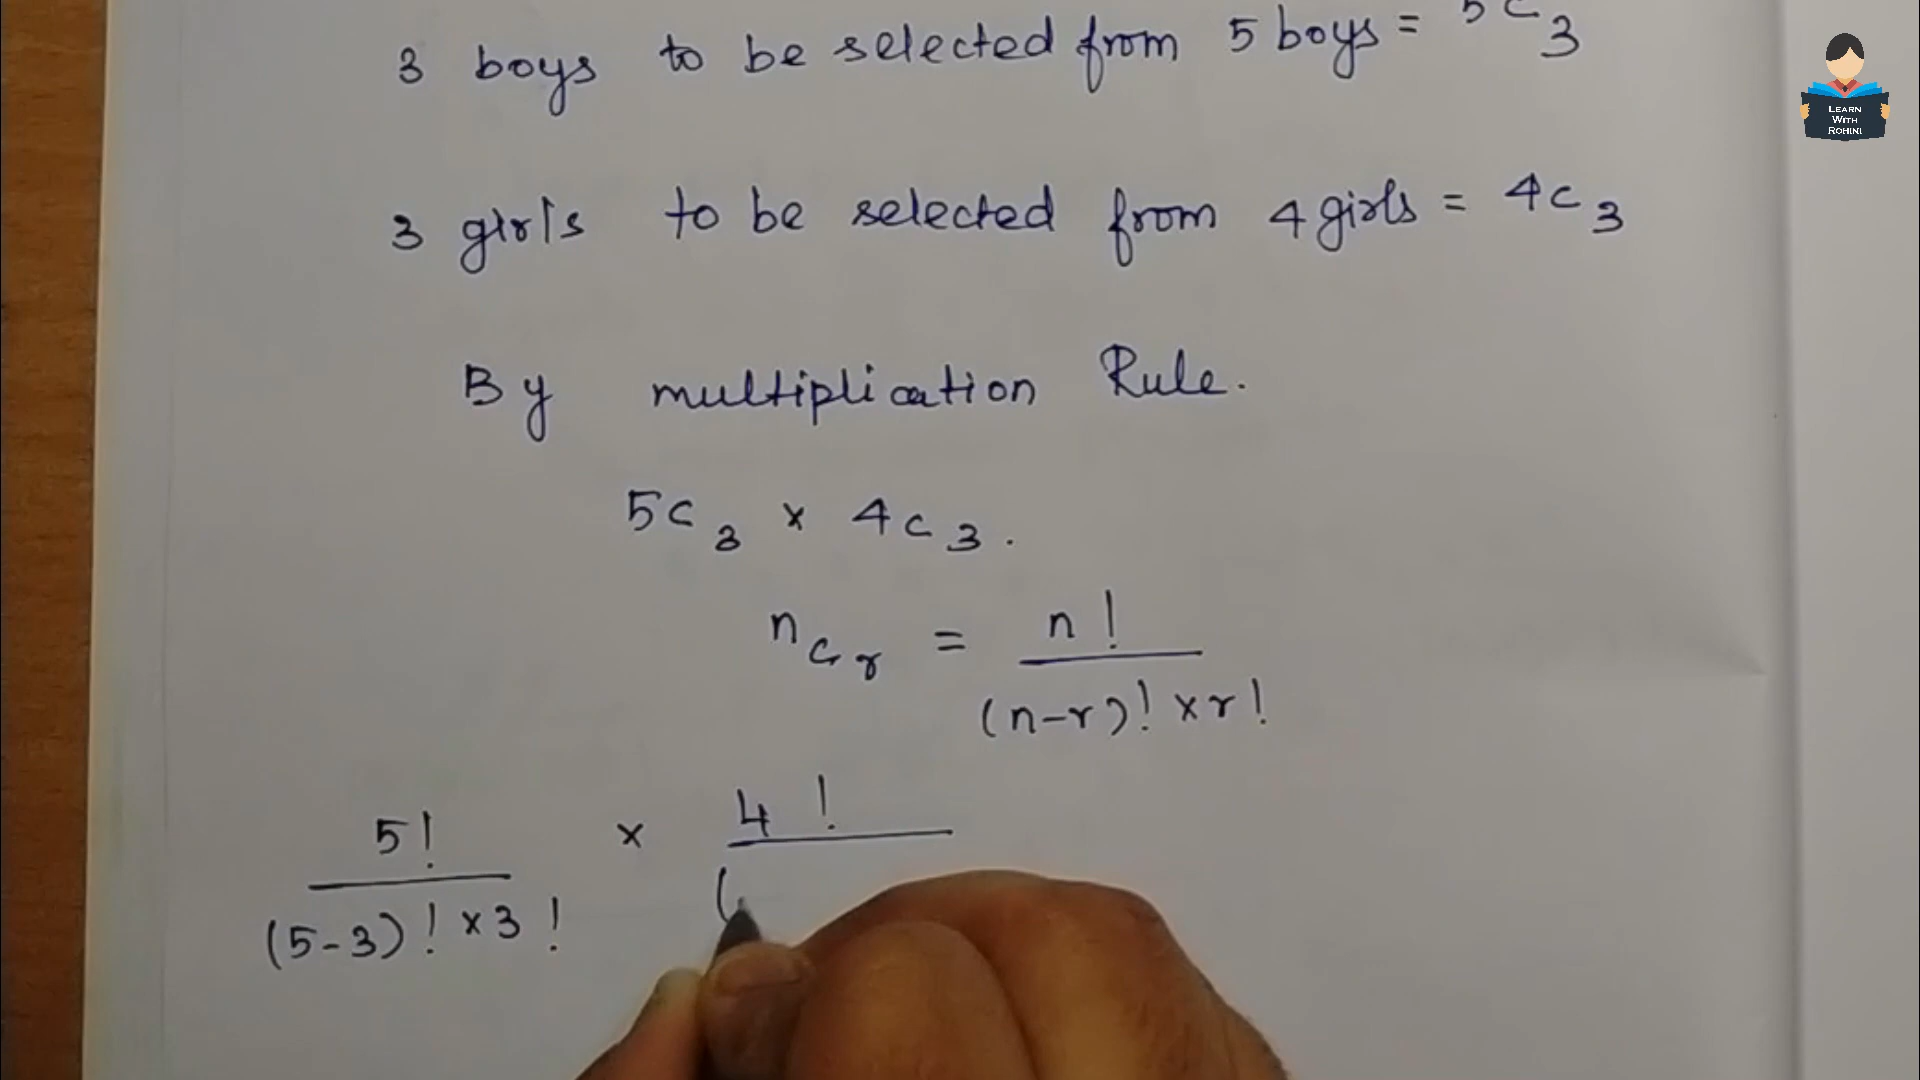 3 boys to be selected from 5 boys = 5C3
3 girls to be selected from 4 girls = 4C3
By multiplication Rule.
5C3 × 4C3.
nCr = n! / (n-r)! × r!
5! / (5-3)! × 3! × 4! / (
LEARN
WITH
ROHINI